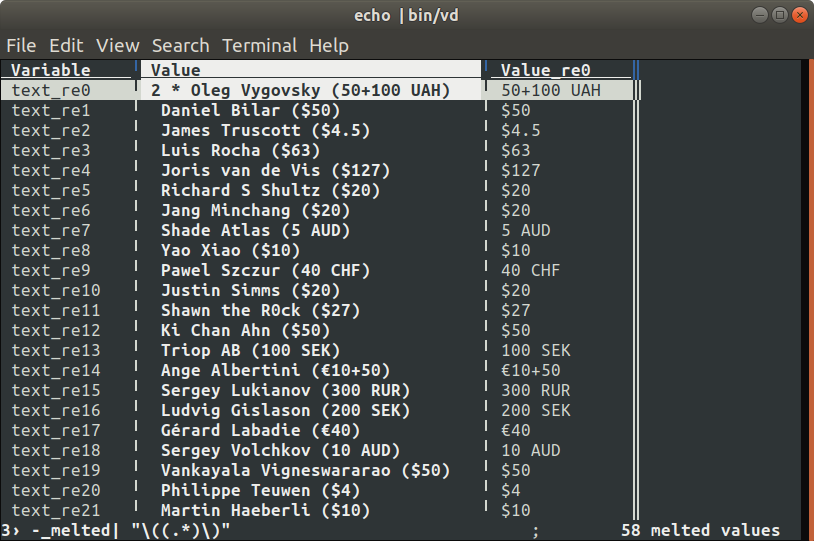 echo |bin/vd
File Edit View Search Terminal Help
Variable Value Value_re0
text_re0 2 * Oleg Vygovsky (50+100 UAH) 50+100 UAH
text_re1 Daniel Bilar ($50) $50
text_re2 James Truscott ($4.5) $4.5
text_re3 Luis Rocha ($63) $63
text_re4 Joris van de Vis ($127) $127
text_re5 Richard S Shultz ($20) $20
text_re6 Jang Minchang ($20) $20
text_re7 Shade Atlas (5 AUD) 5 AUD
text_re8 Yao Xiao ($10) $10
text_re9 Pawel Szczur (40 CHF) 40 CHF
text_re10 Justin Simms ($20) $20
text_re11 Shawn the R0ck ($27) $27
text_re12 Ki Chan Ahn ($50) $50
text_re13 Triop AB (100 SEK) 100 SEK
text_re14 Ange Albertini (€10+50) €10+50
text_re15 Sergey Lukianov (300 RUR) 300 RUR
text_re16 Ludvig Gislason (200 SEK) 200 SEK
text_re17 Gérard Labadie (€40) €40
text_re18 Sergey Volchkov (10 AUD) 10 AUD
text_re19 Vankayala Vigneswararao ($50) $50
text_re20 Philippe Teuwen ($4) $4
text_re21 Martin Haeberli ($10) $10
3› -_melted| "\((.*)\)" ; 58 melted values